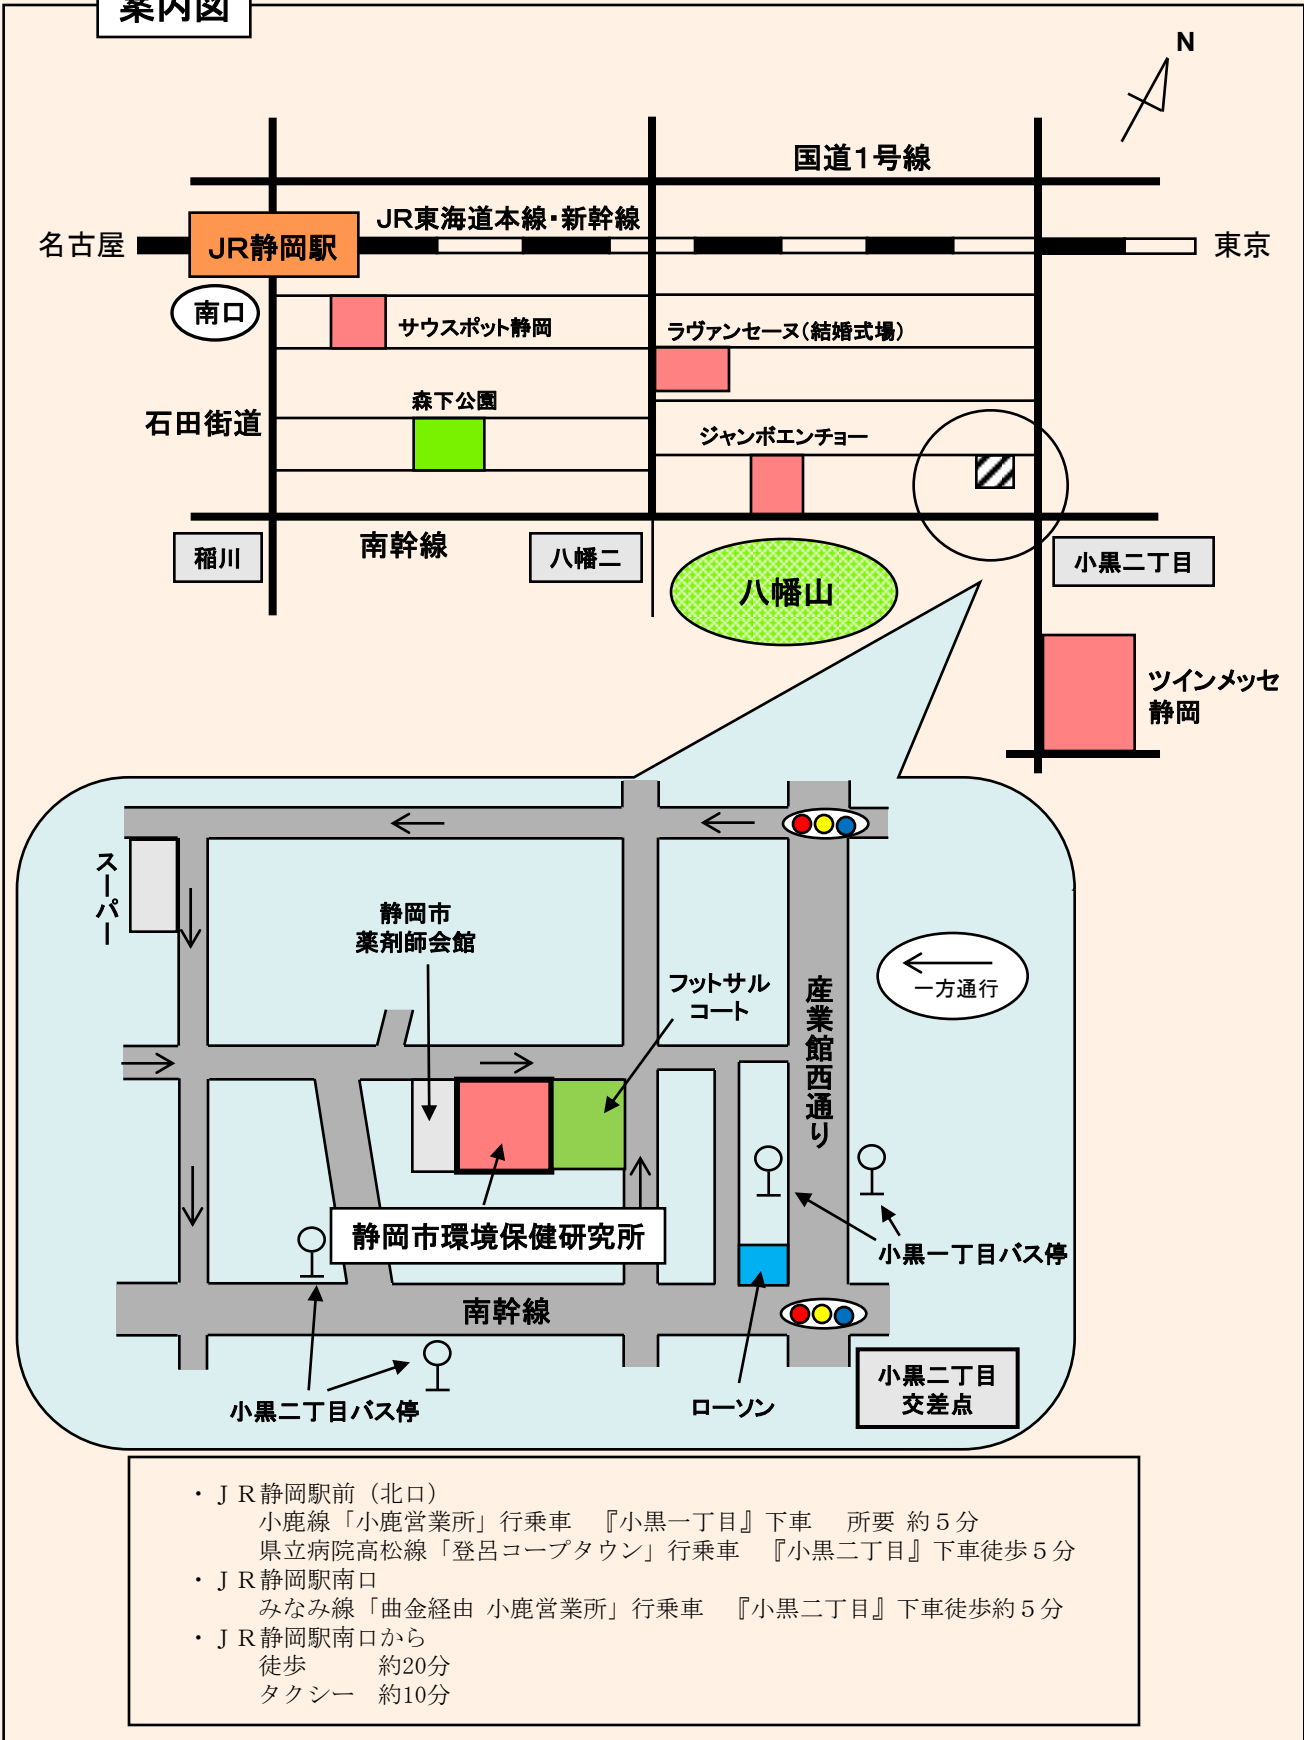 案内図
N
国道1号線
JR東海道本線・新幹線
名古屋
JR静岡駅
東京
南口
サウスポット静岡
ラヴァンセーヌ(結婚式場)
石田街道
森下公園
ジャンボエンチョー
稲川
南幹線
八幡二
八幡山
小黒二丁目
ツインメッセ
静岡
スーパー
静岡市
薬剤師会館
フットサル
コート
産業館西通り
一方通行
静岡市環境保健研究所
小黒一丁目バス停
南幹線
小黒二丁目バス停
ローソン
小黒二丁目
交差点
・ＪＲ静岡駅前（北口）
小鹿線「小鹿営業所」行乗車　『小黒一丁目』下車　所要 約５分
県立病院高松線「登呂コープタウン」行乗車　『小黒二丁目』下車徒歩５分
・ＪＲ静岡駅南口
みなみ線「曲金経由 小鹿営業所」行乗車　『小黒二丁目』下車徒歩約５分
・ＪＲ静岡駅南口から
徒歩　　　約20分
タクシー　約10分